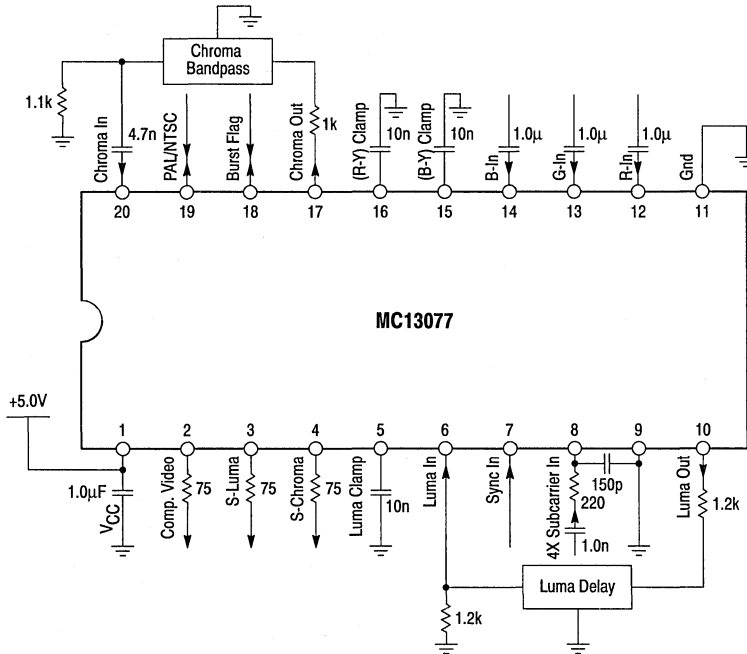 Chroma
Bandpass
1.1k
Chroma In
4.7n
PAL/NTSC
Burst Flag
Chroma Out
1k
(R-Y) Clamp
10n
(B-Y) Clamp
10n
1.0µ
B-In
1.0µ
G-In
1.0µ
R-In
Gnd
20
19
18
17
16
15
14
13
12
11
MC13077
+5.0V
1
2
3
4
5
6
7
8
9
10
1.0µF
VCC
Comp. Video
75
S-Luma
75
S-Chroma
75
Luma Clamp
10n
Luma In
Sync In
4X Subcarrier In
150p
220
1.0n
Luma Out
1.2k
Luma Delay
1.2k